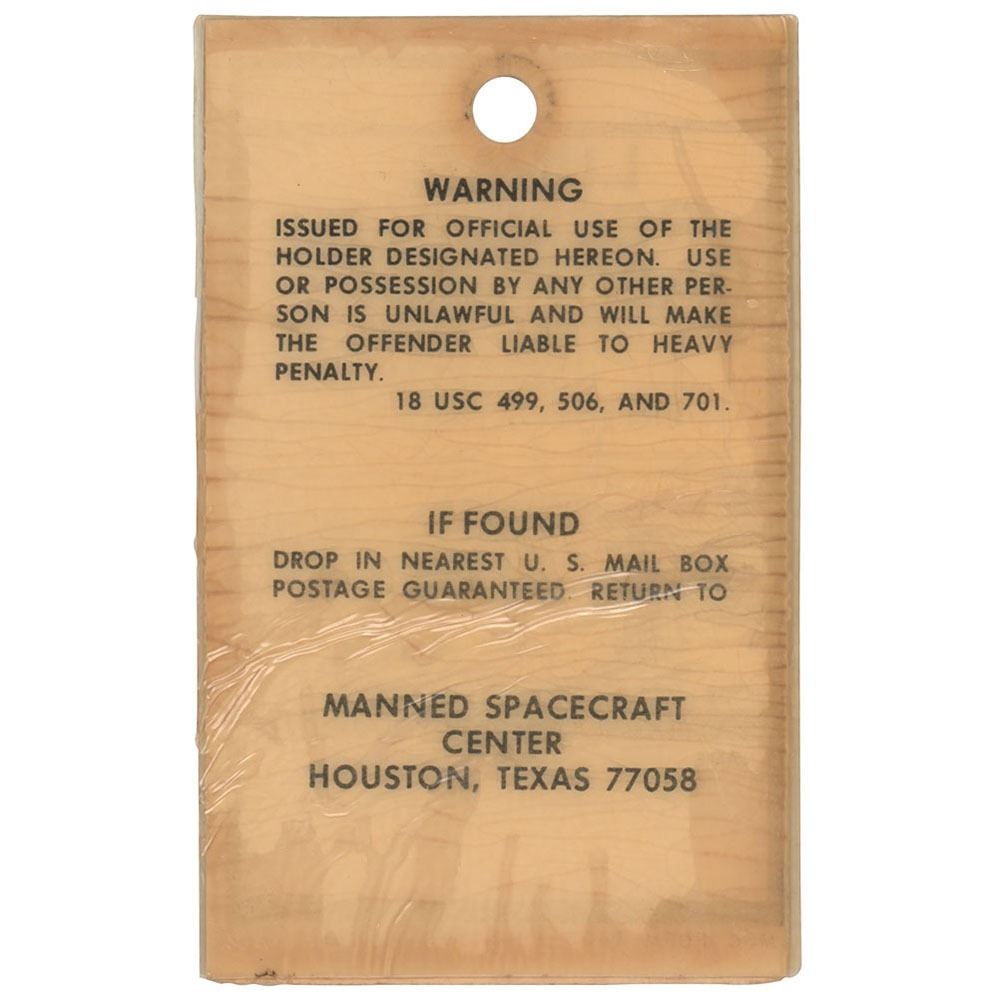 WARNING
ISSUED FOR OFFICIAL USE OF THE
HOLDER DESIGNATED HEREON. USE
OR POSSESSION BY ANY OTHER PER-
SON IS UNLAWFUL AND WILL MAKE
THE OFFENDER LIABLE TO HEAVY
PENALTY.
18 USC 499, 506, AND 701.
IF FOUND
DROP IN NEAREST U. S. MAIL BOX
POSTAGE GUARANTEED. RETURN TO
MANNED SPACECRAFT
CENTER
HOUSTON, TEXAS 77058